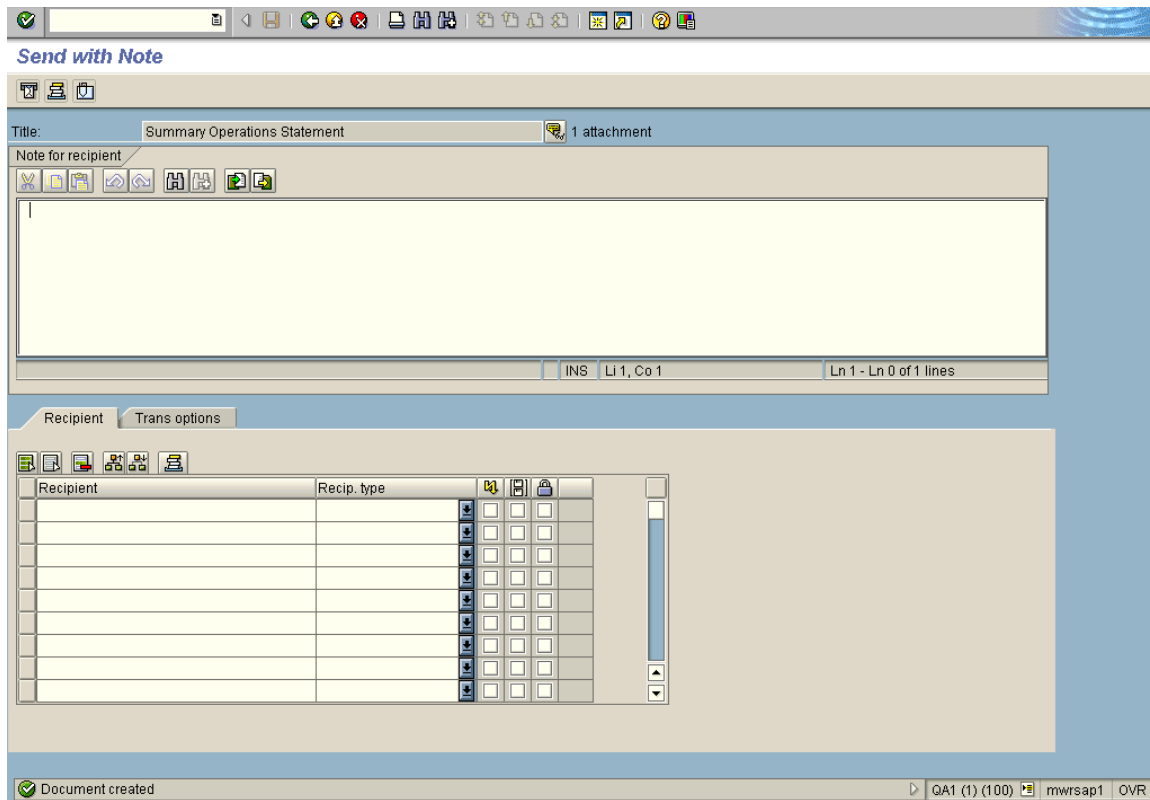 Send with Note
Title: Summary Operations Statement 1 attachment
Note for recipient
INS Li 1, Co 1 Ln 1 - Ln 0 of 1 lines
Recipient Trans options
Recipient Recip. type
Document created QA1 (1) (100) mwrsap1 OVR